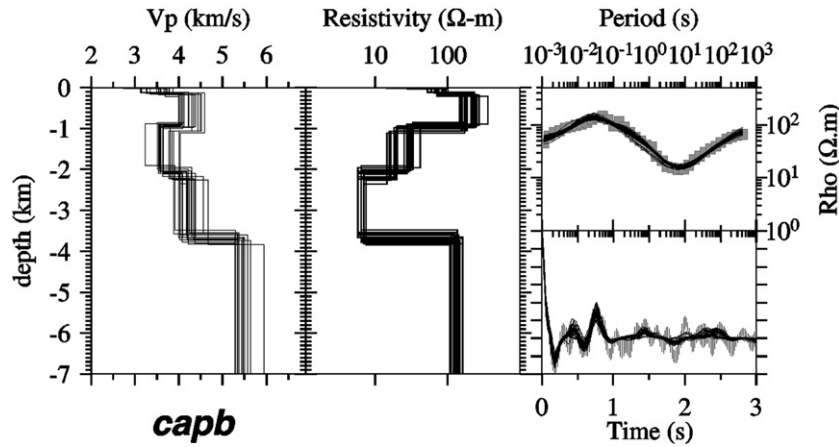 Vp (km/s) Resistivity (Ω-m) Period (s)
2 3 4 5 6 10 100 10-3 10-2 10-1 100 101 102 103
0
-1
-2
-3
-4
-5
-6
-7
depth (km)
102
101
100
Rho (Ω.m)
0 1 2 3
Time (s)
capb